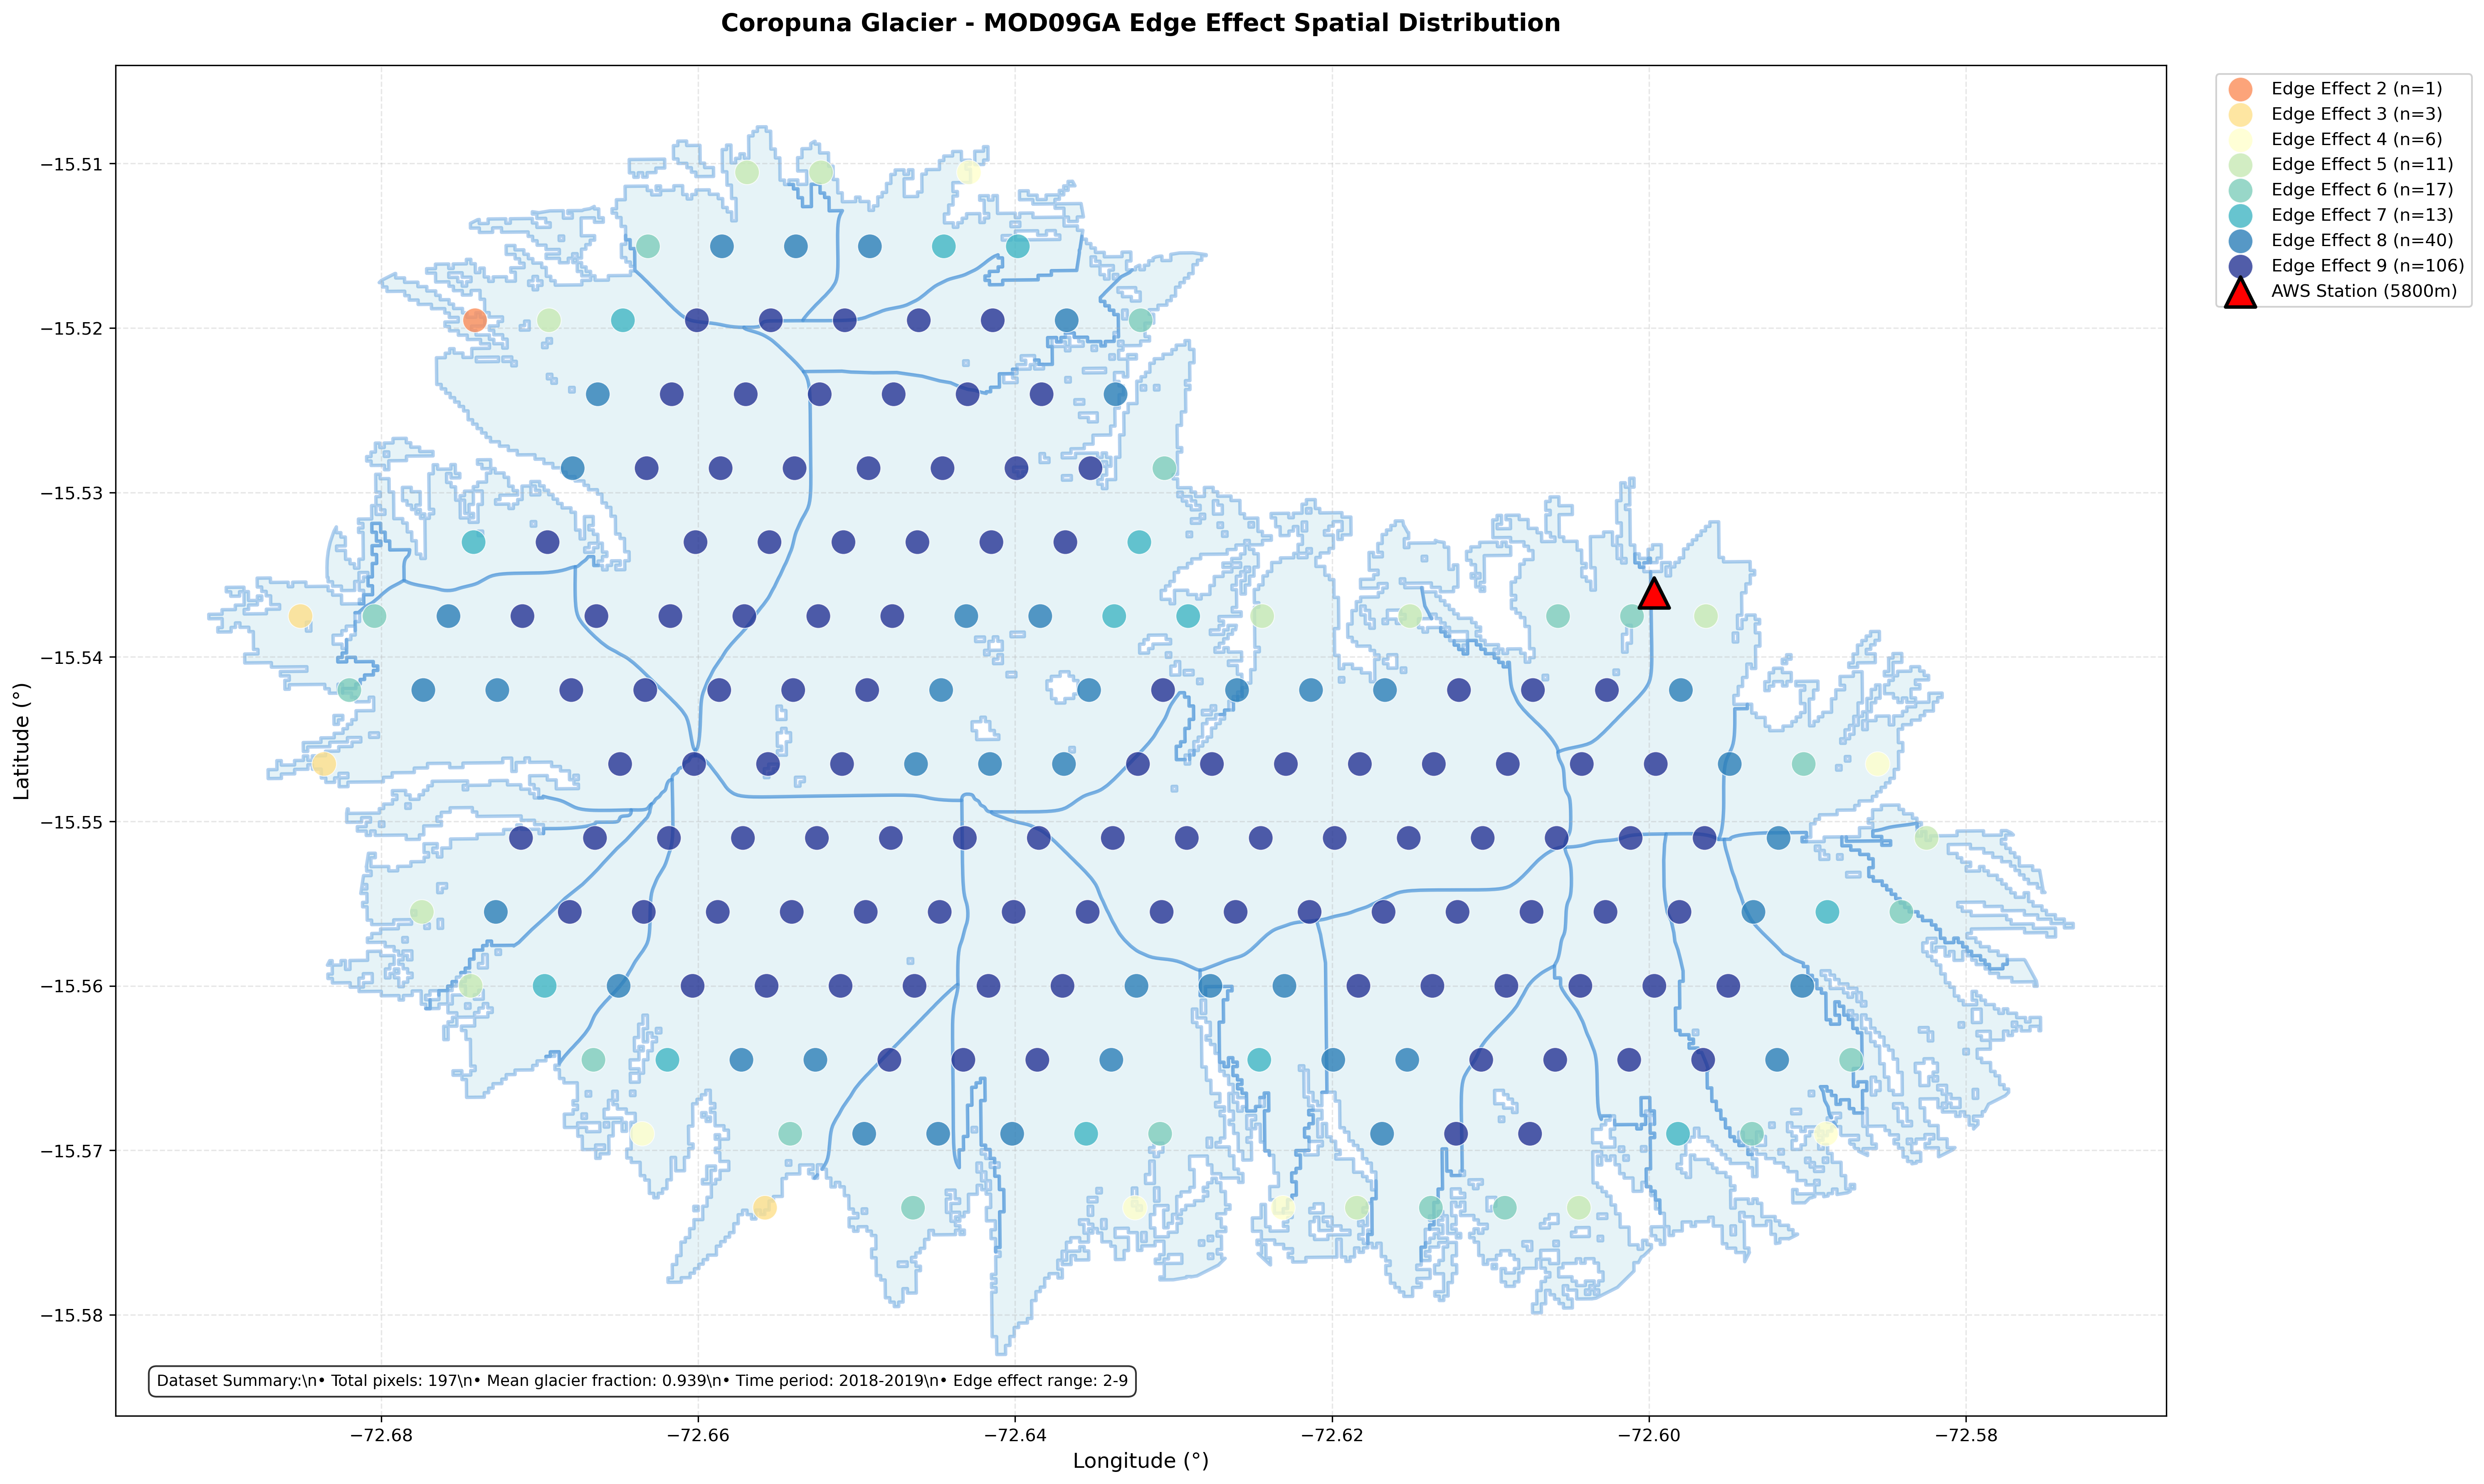 Coropuna Glacier - MOD09GA Edge Effect Spatial Distribution
Edge Effect 2 (n=1)
Edge Effect 3 (n=3)
Edge Effect 4 (n=6)
Edge Effect 5 (n=11)
Edge Effect 6 (n=17)
Edge Effect 7 (n=13)
Edge Effect 8 (n=40)
Edge Effect 9 (n=106)
AWS Station (5800m)
Latitude (°)
−15.51
−15.52
−15.53
−15.54
−15.55
−15.56
−15.57
−15.58
Dataset Summary:\n• Total pixels: 197\n• Mean glacier fraction: 0.939\n• Time period: 2018-2019\n• Edge effect range: 2-9
−72.68
−72.66
−72.64
−72.62
−72.60
−72.58
Longitude (°)